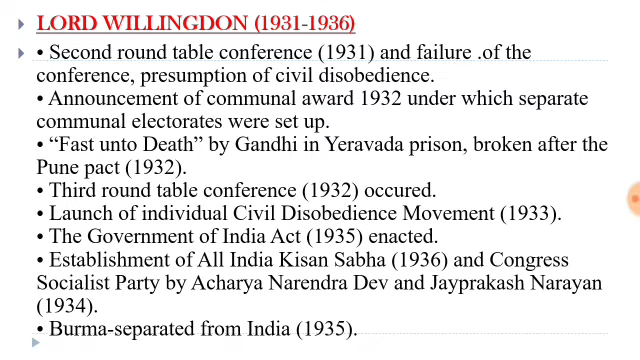 LORD WILLINGDON (1931-1936)
• Second round table conference (1931) and failure .of the
conference, presumption of civil disobedience.
• Announcement of communal award 1932 under which separate
communal electorates were set up.
• “Fast unto Death” by Gandhi in Yeravada prison, broken after the
Pune pact (1932).
• Third round table conference (1932) occured.
• Launch of individual Civil Disobedience Movement (1933).
• The Government of India Act (1935) enacted.
• Establishment of All India Kisan Sabha (1936) and Congress
Socialist Party by Acharya Narendra Dev and Jayprakash Narayan
(1934).
• Burma-separated from India (1935).